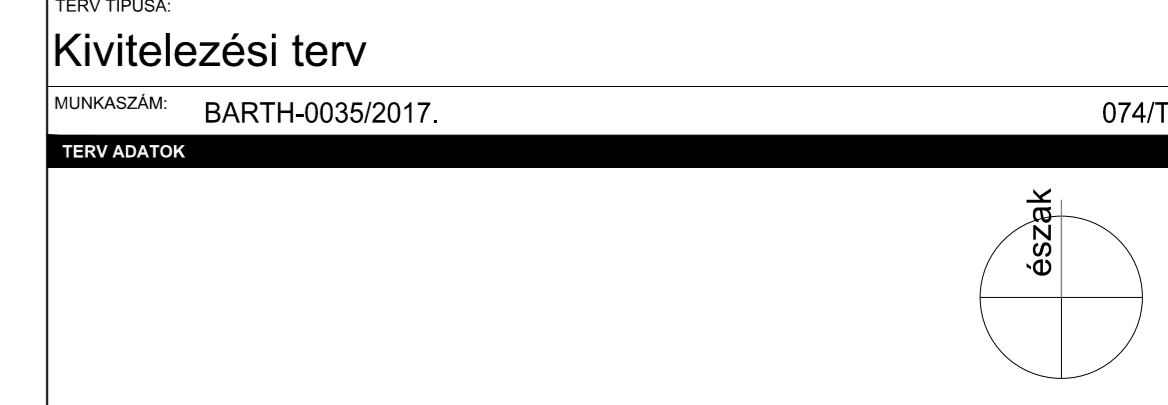 TERV TÍPUSA:
Kivitelezési terv
MUNKASZÁM: BARTH-0035/2017. 074/T
TERV ADATOK
észak